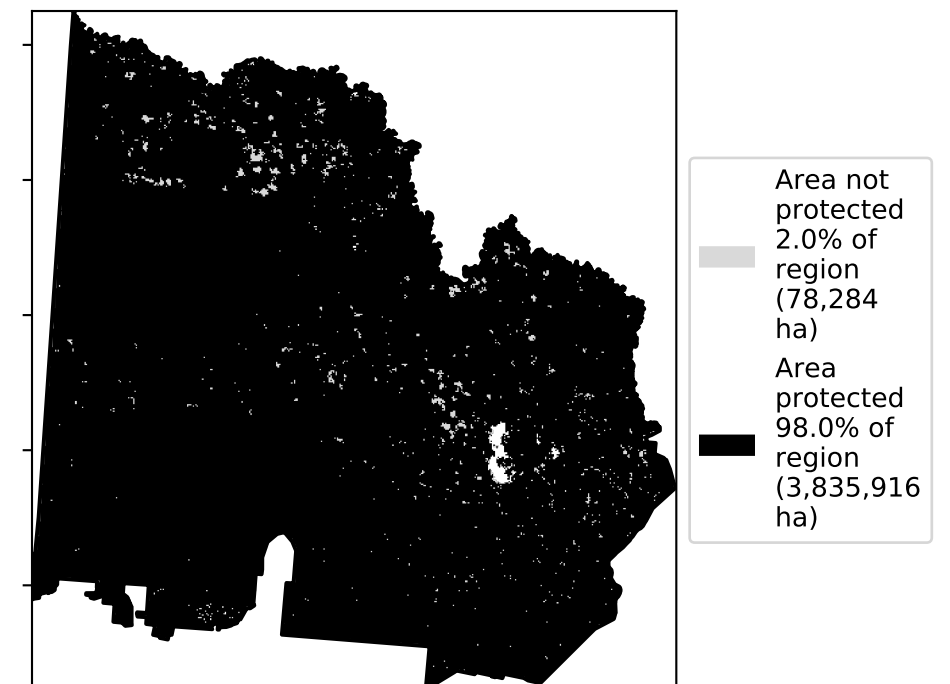 Area not
protected
2.0% of
region
(78,284
ha)
Area
protected
98.0% of
region
(3,835,916
ha)